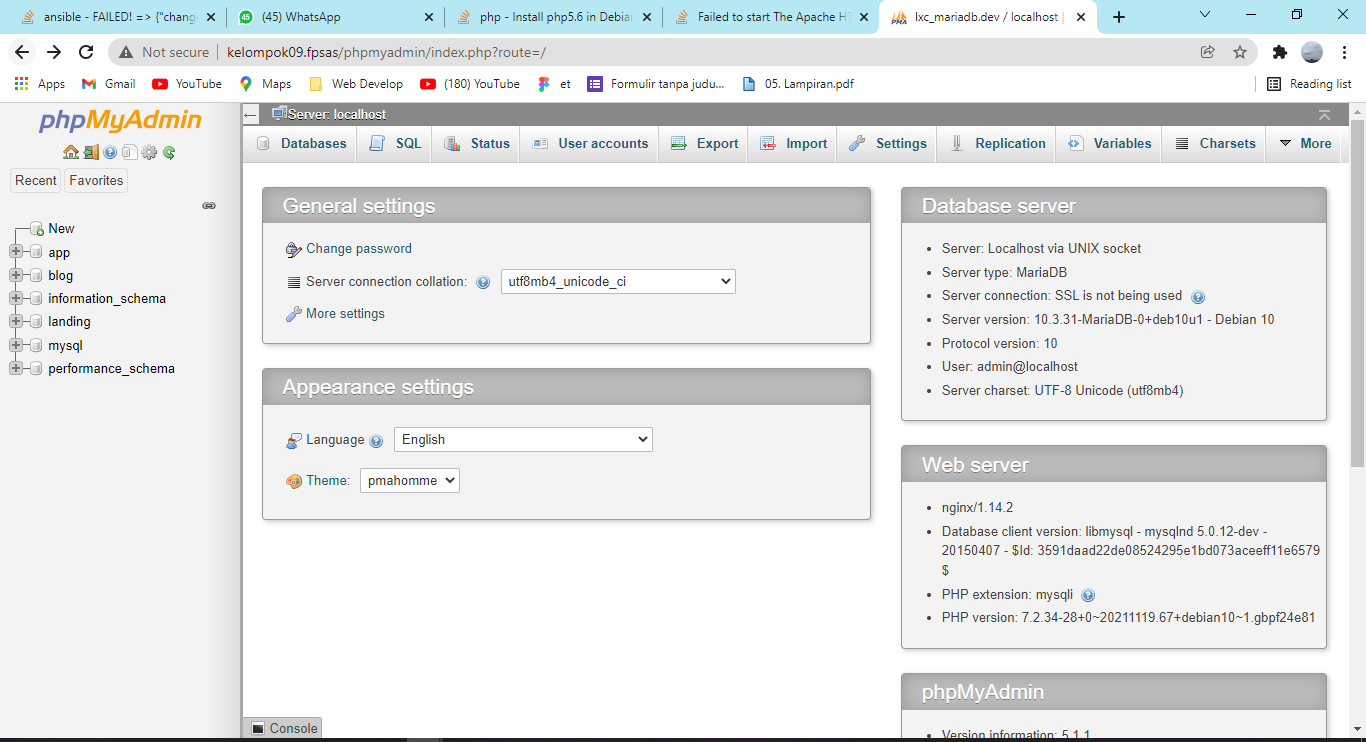 ansible - FAILED! => {"chang
(45) WhatsApp
php - Install php5.6 in Debian
Failed to start The Apache HT
lxc_mariadb.dev / localhost |
Not secure
kelompok09.fpsas/phpmyadmin/index.php?route=/
Apps
Gmail
YouTube
Maps
Web Develop
(180) YouTube
et
Formulir tanpa judu...
05. Lampiran.pdf
Reading list
phpMyAdmin
Recent
Favorites
New
app
blog
information_schema
landing
mysql
performance_schema
Server: localhost
Databases
SQL
Status
User accounts
Export
Import
Settings
Replication
Variables
Charsets
More
General settings
Change password
Server connection collation:
utf8mb4_unicode_ci
More settings
Appearance settings
Language
English
Theme:
pmahomme
Database server
Server: Localhost via UNIX socket
Server type: MariaDB
Server connection: SSL is not being used
Server version: 10.3.31-MariaDB-0+deb10u1 - Debian 10
Protocol version: 10
User: admin@localhost
Server charset: UTF-8 Unicode (utf8mb4)
Web server
nginx/1.14.2
Database client version: libmysql - mysqlnd 5.0.12-dev -
20150407 - $Id: 3591daad22de08524295e1bd073aceeff11e6579
$
PHP extension: mysqli
PHP version: 7.2.34-28+0~20211119.67+debian10~1.gbpf24e81
phpMyAdmin
Version information: 5.1.1
Console